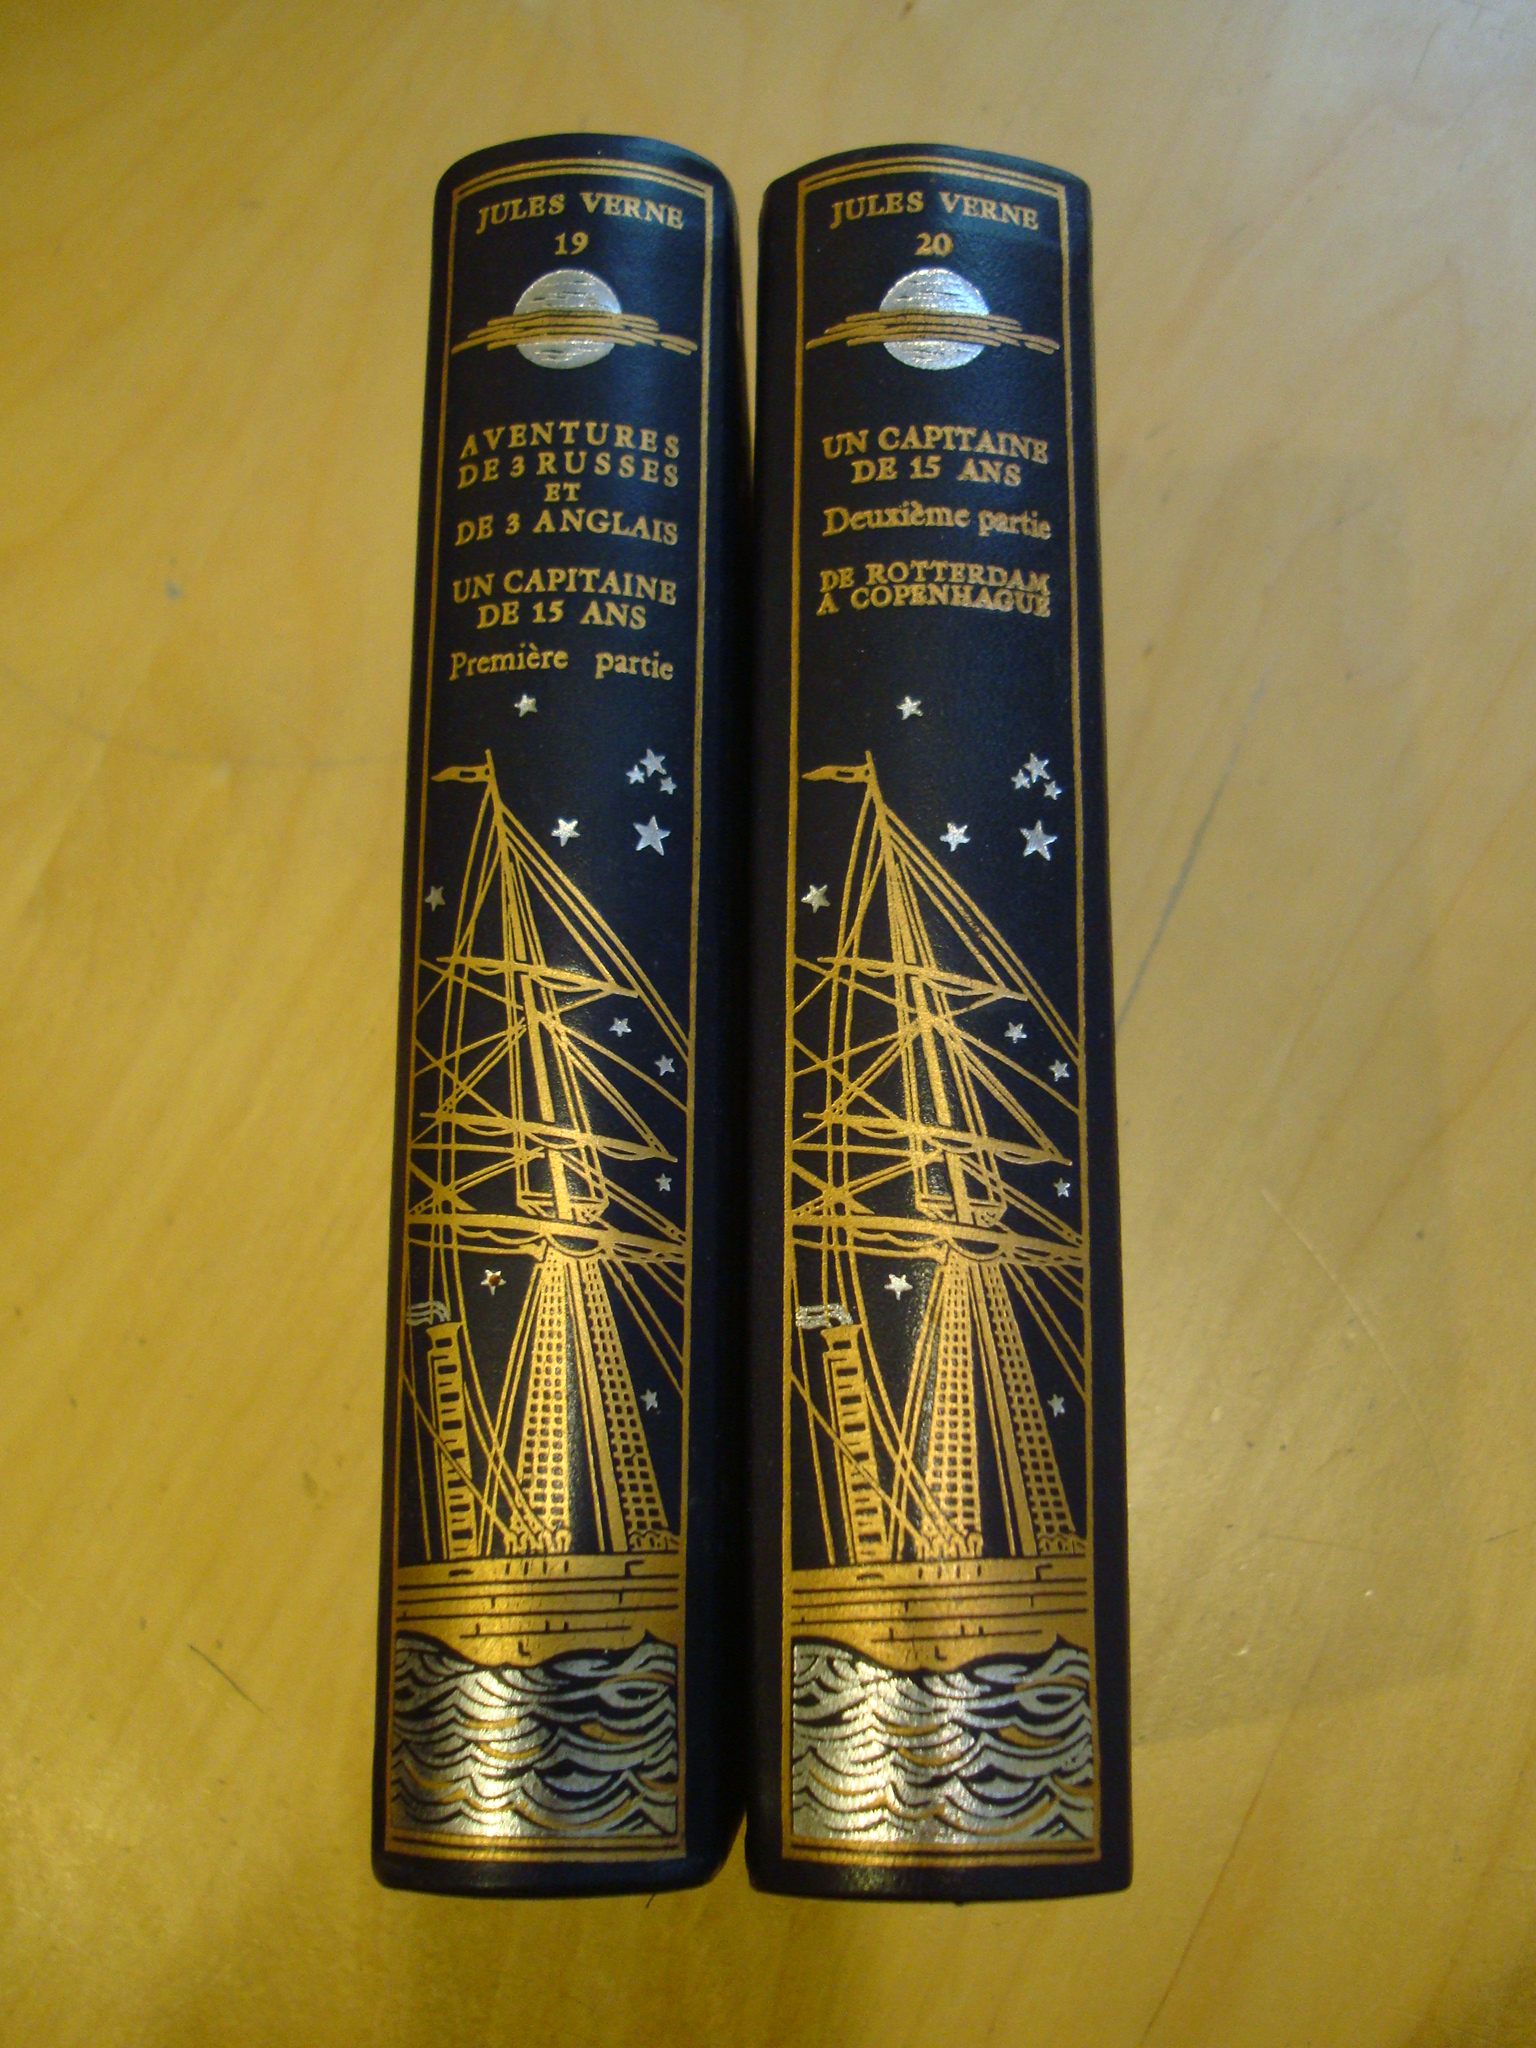 JULES VERNE
19
AVENTURES
DE 3 RUSSES
ET
DE 3 ANGLAIS
UN CAPITAINE
DE 15 ANS
Première partie
JULES VERNE
20
UN CAPITAINE
DE 15 ANS
Deuxième partie
DE ROTTERDAM
A COPENHAGUE